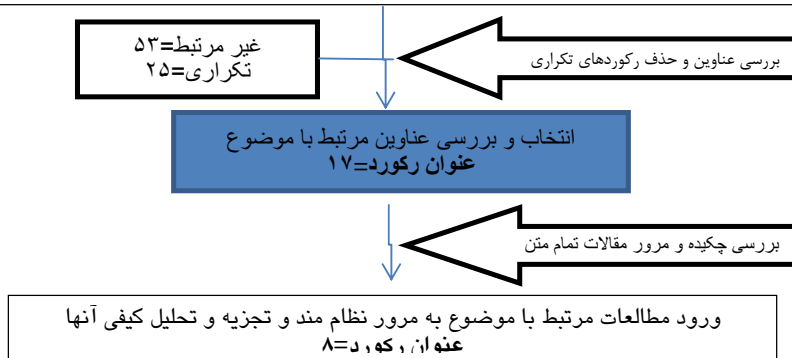 غیر مرتبط=۵۳
تکراری=۲۵
بررسی عناوین و حذف رکوردهای تکراری
انتخاب و بررسی عناوین مرتبط با موضوع
عنوان رکورد=۱۷
بررسی چکیده و مرور مقالات تمام متن
ورود مطالعات مرتبط با موضوع به مرور نظام مند و تجزیه و تحلیل کیفی آنها
عنوان رکورد=۸